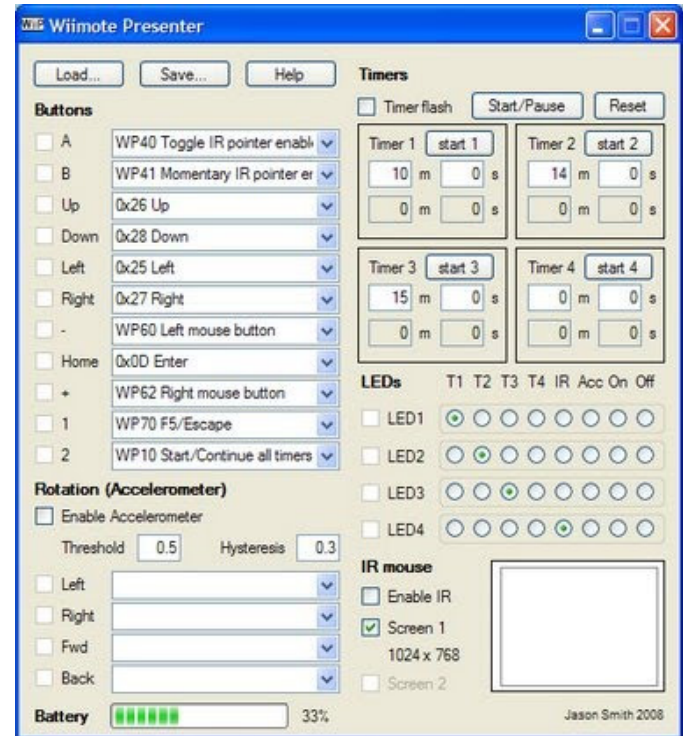 WiiP Wiimote Presenter
Load... Save... Help
Buttons
A WP40 Toggle IR pointer enabl
B WP41 Momentary IR pointer er
Up 0x26 Up
Down 0x28 Down
Left 0x25 Left
Right 0x27 Right
- WP60 Left mouse button
Home 0x0D Enter
+ WP62 Right mouse button
1 WP70 F5/Escape
2 WP10 Start/Continue all timers
Rotation (Accelerometer)
Enable Accelerometer
Threshold 0.5 Hysteresis 0.3
Left
Right
Fwd
Back
Battery 33%
Timers
Timer flash Start/Pause Reset
Timer 1 start 1
10 m 0 s
0 m 0 s
Timer 2 start 2
14 m 0 s
0 m 0 s
Timer 3 start 3
15 m 0 s
0 m 0 s
Timer 4 start 4
0 m 0 s
0 m 0 s
LEDs T1 T2 T3 T4 IR Acc On Off
LED1
LED2
LED3
LED4
IR mouse
Enable IR
Screen 1
1024 x 768
Screen 2
Jason Smith 2008